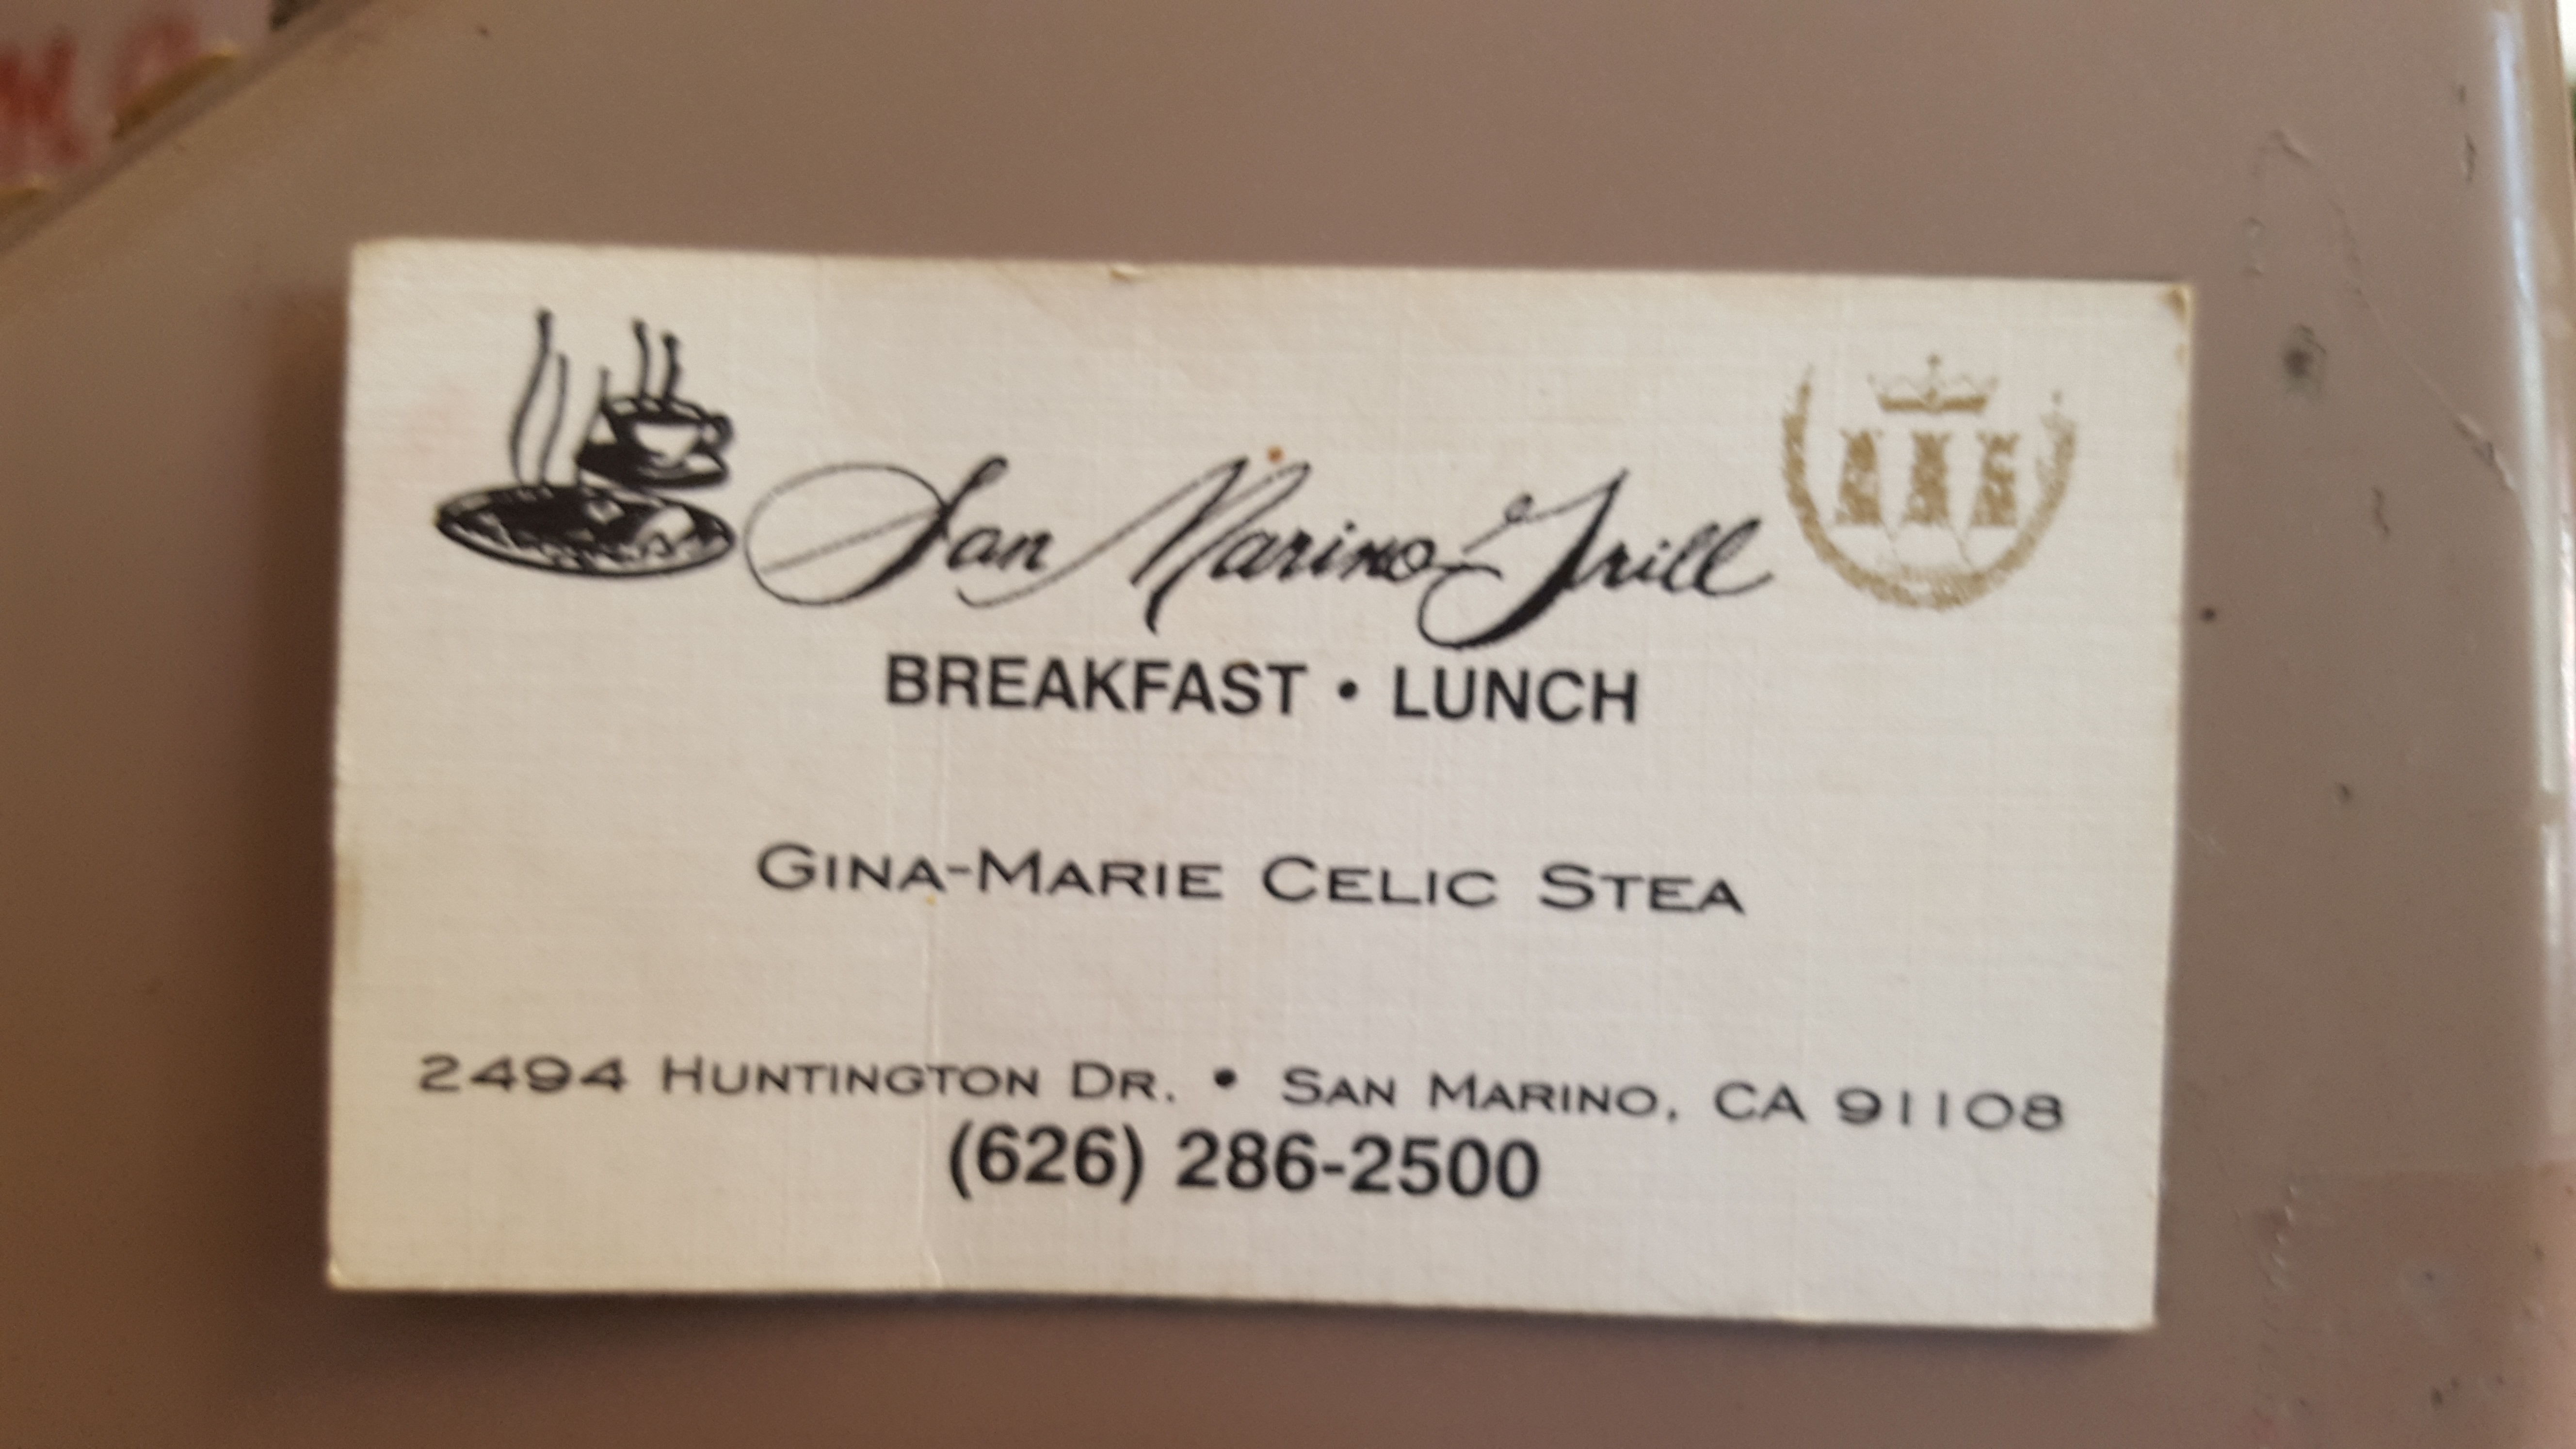 San Marino Grill
BREAKFAST • LUNCH
GINA-MARIE CELIC STEA
2494 HUNTINGTON DR. • SAN MARINO, CA 91108
(626) 286-2500